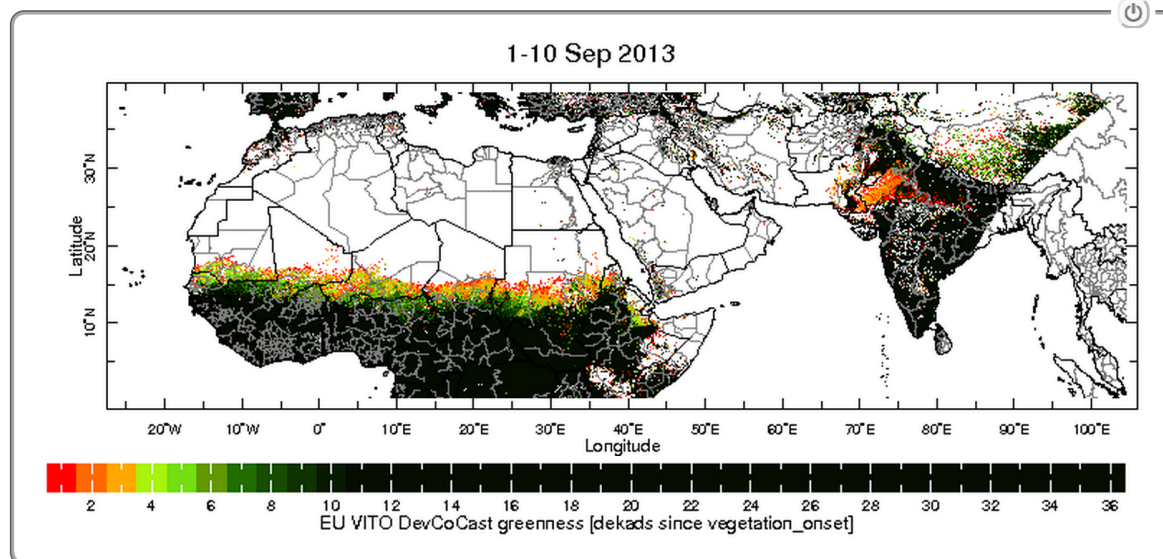 1-10 Sep 2013
Latitude
30°N
20°N
10°N
20°W 10°W 0° 10°E 20°E 30°E 40°E 50°E 60°E 70°E 80°E 90°E 100°E
Longitude
2 4 6 8 10 12 14 16 18 20 22 24 26 28 30 32 34 36
EU VITO DevCoCast greenness [dekads since vegetation_onset]